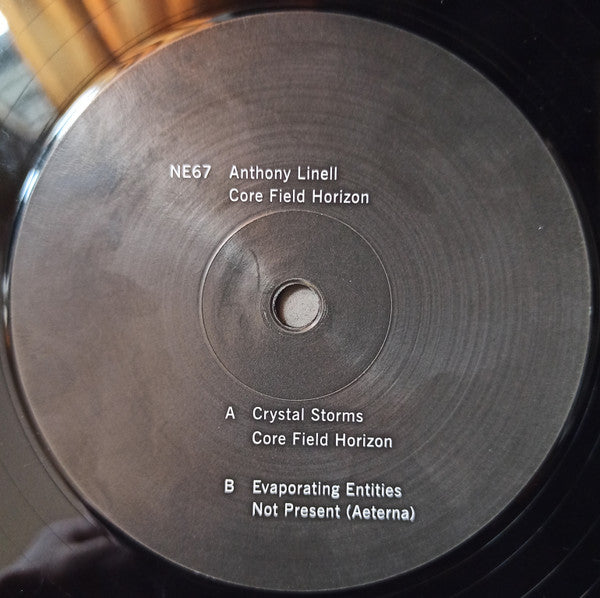 NE67 Anthony Linell
Core Field Horizon
A Crystal Storms
Core Field Horizon
B Evaporating Entities
Not Present (Aeterna)